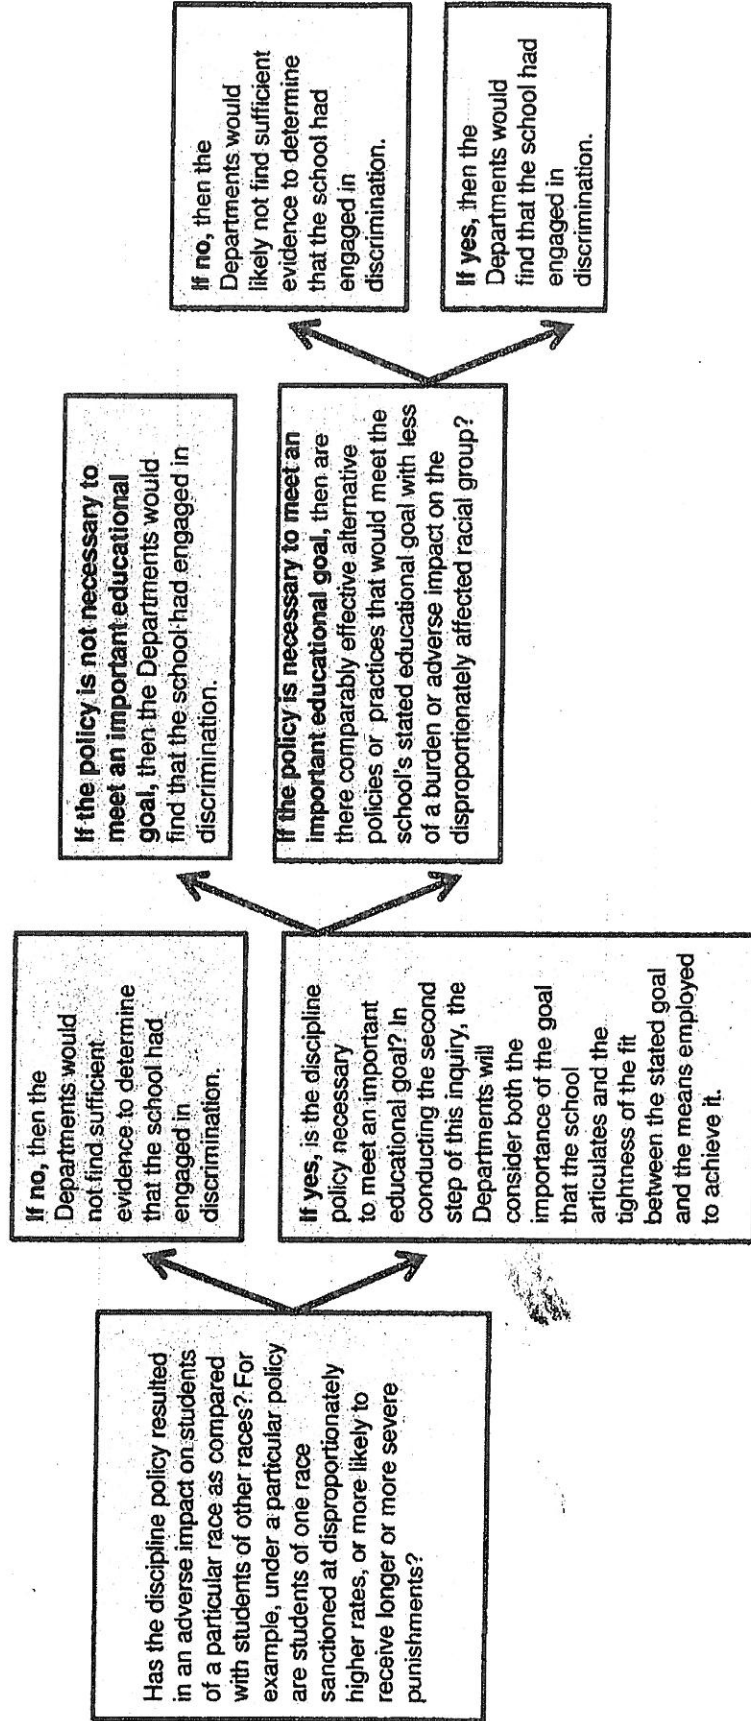 Has the discipline policy resulted
in an adverse impact on students
of a particular race as compared
with students of other races? For
example, under a particular policy
are students of one race
sanctioned at disproportionately
higher rates, or more likely to
receive longer or more severe
punishments?
If no, then the
Departments would
not find sufficient
evidence to determine
that the school had
engaged in
discrimination.
If yes, is the discipline
policy necessary
to meet an important
educational goal? In
conducting the second
step of this inquiry, the
Departments will
consider both the
importance of the goal
that the school
articulates and the
tightness of the fit
between the stated goal
and the means employed
to achieve it.
If the policy is not necessary to
meet an important educational
goal, then the Departments would
find that the school had engaged in
discrimination.
If the policy is necessary to meet an
important educational goal, then are
there comparably effective alternative
policies or practices that would meet the
school's stated educational goal with less
of a burden or adverse impact on the
disproportionately affected racial group?
If no, then the
Departments would
likely not find sufficient
evidence to determine
that the school had
engaged in
discrimination.
If yes, then the
Departments would
find that the school had
engaged in
discrimination.